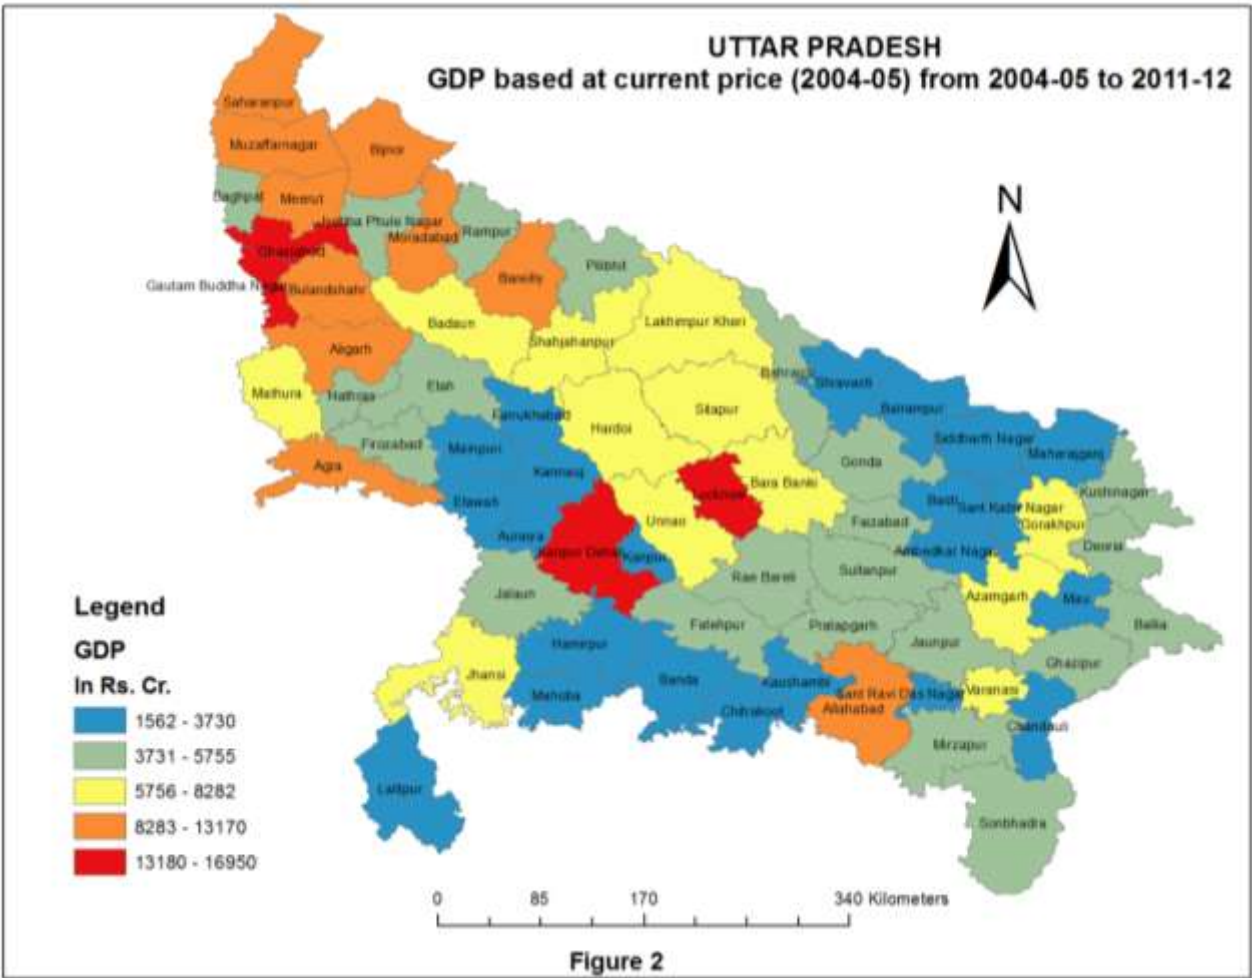 UTTAR PRADESH
GDP based at current price (2004-05) from 2004-05 to 2011-12
N
Saharanpur
Muzaffarnagar
Bijnor
Baghpat
Meerut
Jyotiba Phule Nagar
Moradabad
Rampur
Ghaziabad
Bareilly
Pilibhit
Gautam Buddha Nagar
Bulandshahr
Badaun
Shahjahanpur
Lakhimpur Kheri
Aligarh
Bahraich
Shravasti
Mathura
Hathras
Etah
Farrukhabad
Sitapur
Balrampur
Hardoi
Siddharth Nagar
Maharajganj
Firozabad
Mainpuri
Agra
Kannauj
Gonda
Lucknow
Bara Banki
Kushinagar
Etawah
Basti
Sant Kabir Nagar
Gorakhpur
Unnao
Faizabad
Auraiya
Kanpur Dehat
Kanpur
Ambedkar Nagar
Deoria
Sultanpur
Rae Bareli
Jalaun
Azamgarh
Mau
Fatehpur
Pratapgarh
Ballia
Hamirpur
Jaunpur
Ghazipur
Jhansi
Banda
Kaushambi
Sant Ravi Das Nagar
Varanasi
Mahoba
Chitrakoot
Allahabad
Chandauli
Mirzapur
Lalitpur
Sonbhadra
Legend
GDP
In Rs. Cr.
1562 - 3730
3731 - 5755
5756 - 8282
8283 - 13170
13180 - 16950
0 85 170 340 Kilometers
Figure 2